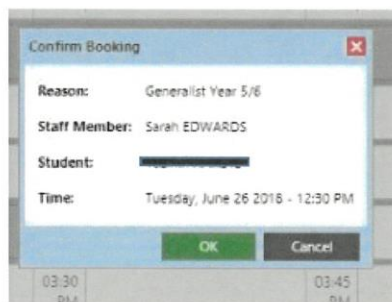 Confirm Booking
Reason: Generalist Year 5/6
Staff Member: Sarah EDWARDS
Student:
Time: Tuesday, June 26 2018 - 12:30 PM
OK Cancel
03:30 03:45
PM PM